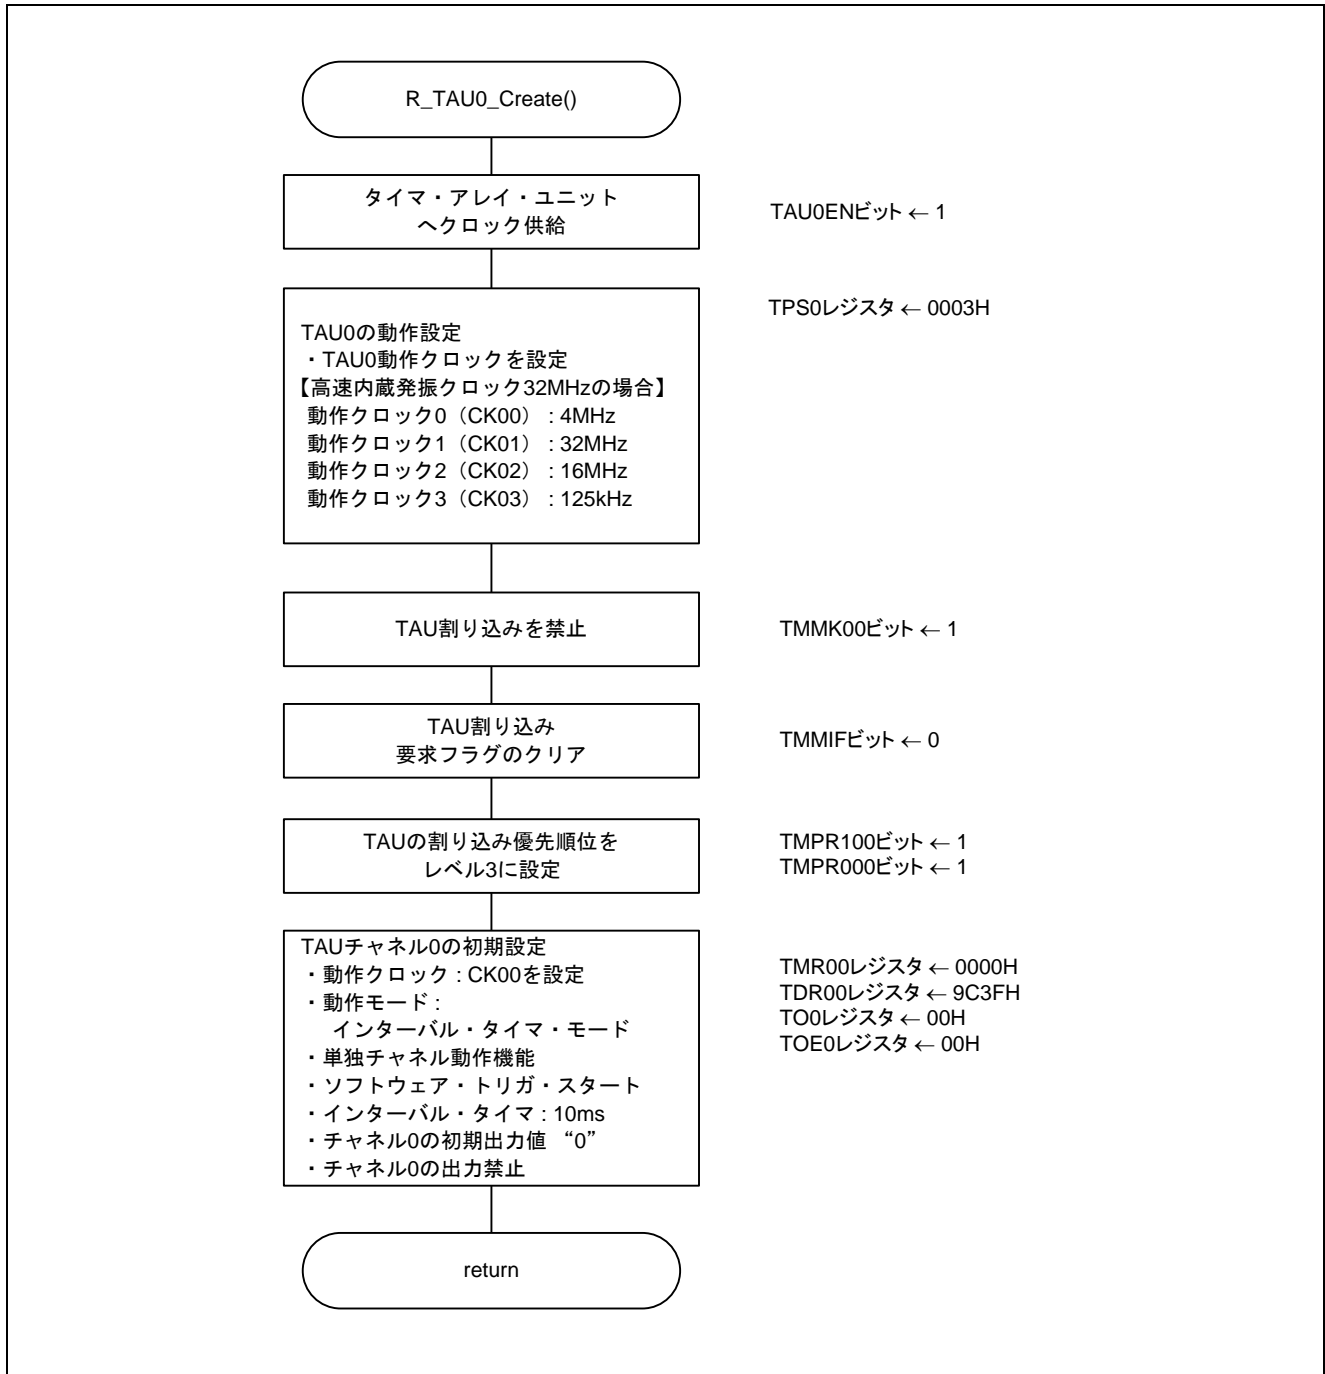 R_TAU0_Create()
タイマ・アレイ・ユニット
へクロック供給
TAU0ENビット ← 1
TAU0の動作設定
・TAU0動作クロックを設定
【高速内蔵発振クロック32MHzの場合】
動作クロック0（CK00） : 4MHz
動作クロック1（CK01） : 32MHz
動作クロック2（CK02） : 16MHz
動作クロック3（CK03） : 125kHz
TPS0レジスタ ← 0003H
TAU割り込みを禁止
TMMK00ビット ← 1
TAU割り込み
要求フラグのクリア
TMMIFビット ← 0
TAUの割り込み優先順位を
レベル3に設定
TMPR100ビット ← 1
TMPR000ビット ← 1
TAUチャネル0の初期設定
・動作クロック : CK00を設定
・動作モード :
インターバル・タイマ・モード
・単独チャネル動作機能
・ソフトウェア・トリガ・スタート
・インターバル・タイマ : 10ms
・チャネル0の初期出力値 “0”
・チャネル0の出力禁止
TMR00レジスタ ← 0000H
TDR00レジスタ ← 9C3FH
TO0レジスタ ← 00H
TOE0レジスタ ← 00H
return